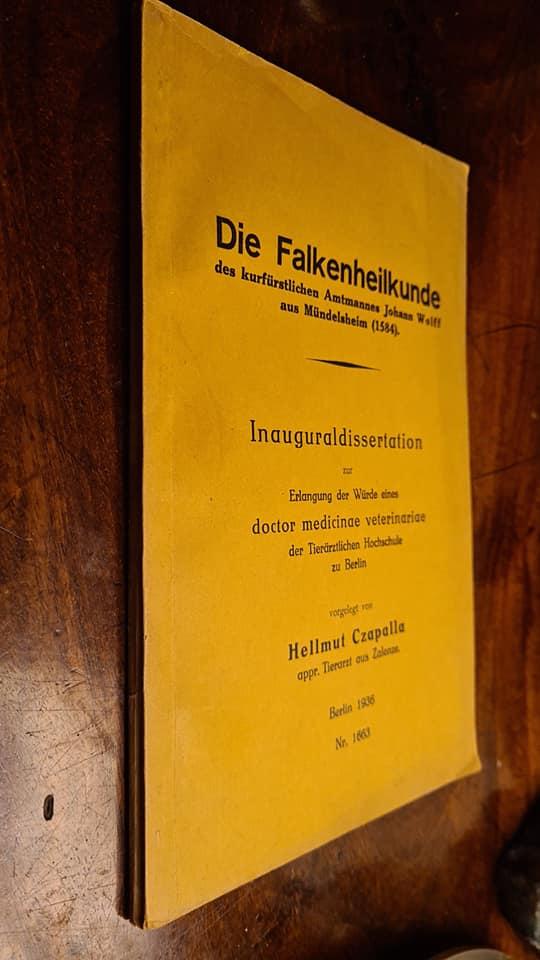 Die Falkenheilkunde
des kurfürstlichen Amtmannes Johann Wolff
aus Mündelsheim (1584).
Inauguraldissertation
zur
Erlangung der Würde eines
doctor medicinae veterinariae
der Tierärztlichen Hochschule
zu Berlin
vorgelegt von
Hellmut Czapalla
appr. Tierarzt aus Zalenze.
Berlin 1936
Nr. 1663